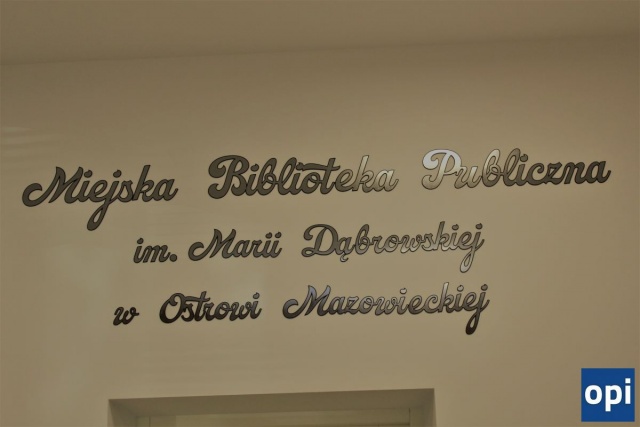 Miejska Biblioteka Publiczna
im. Marii Dąbrowskiej
w Ostrowi Mazowieckiej
opi